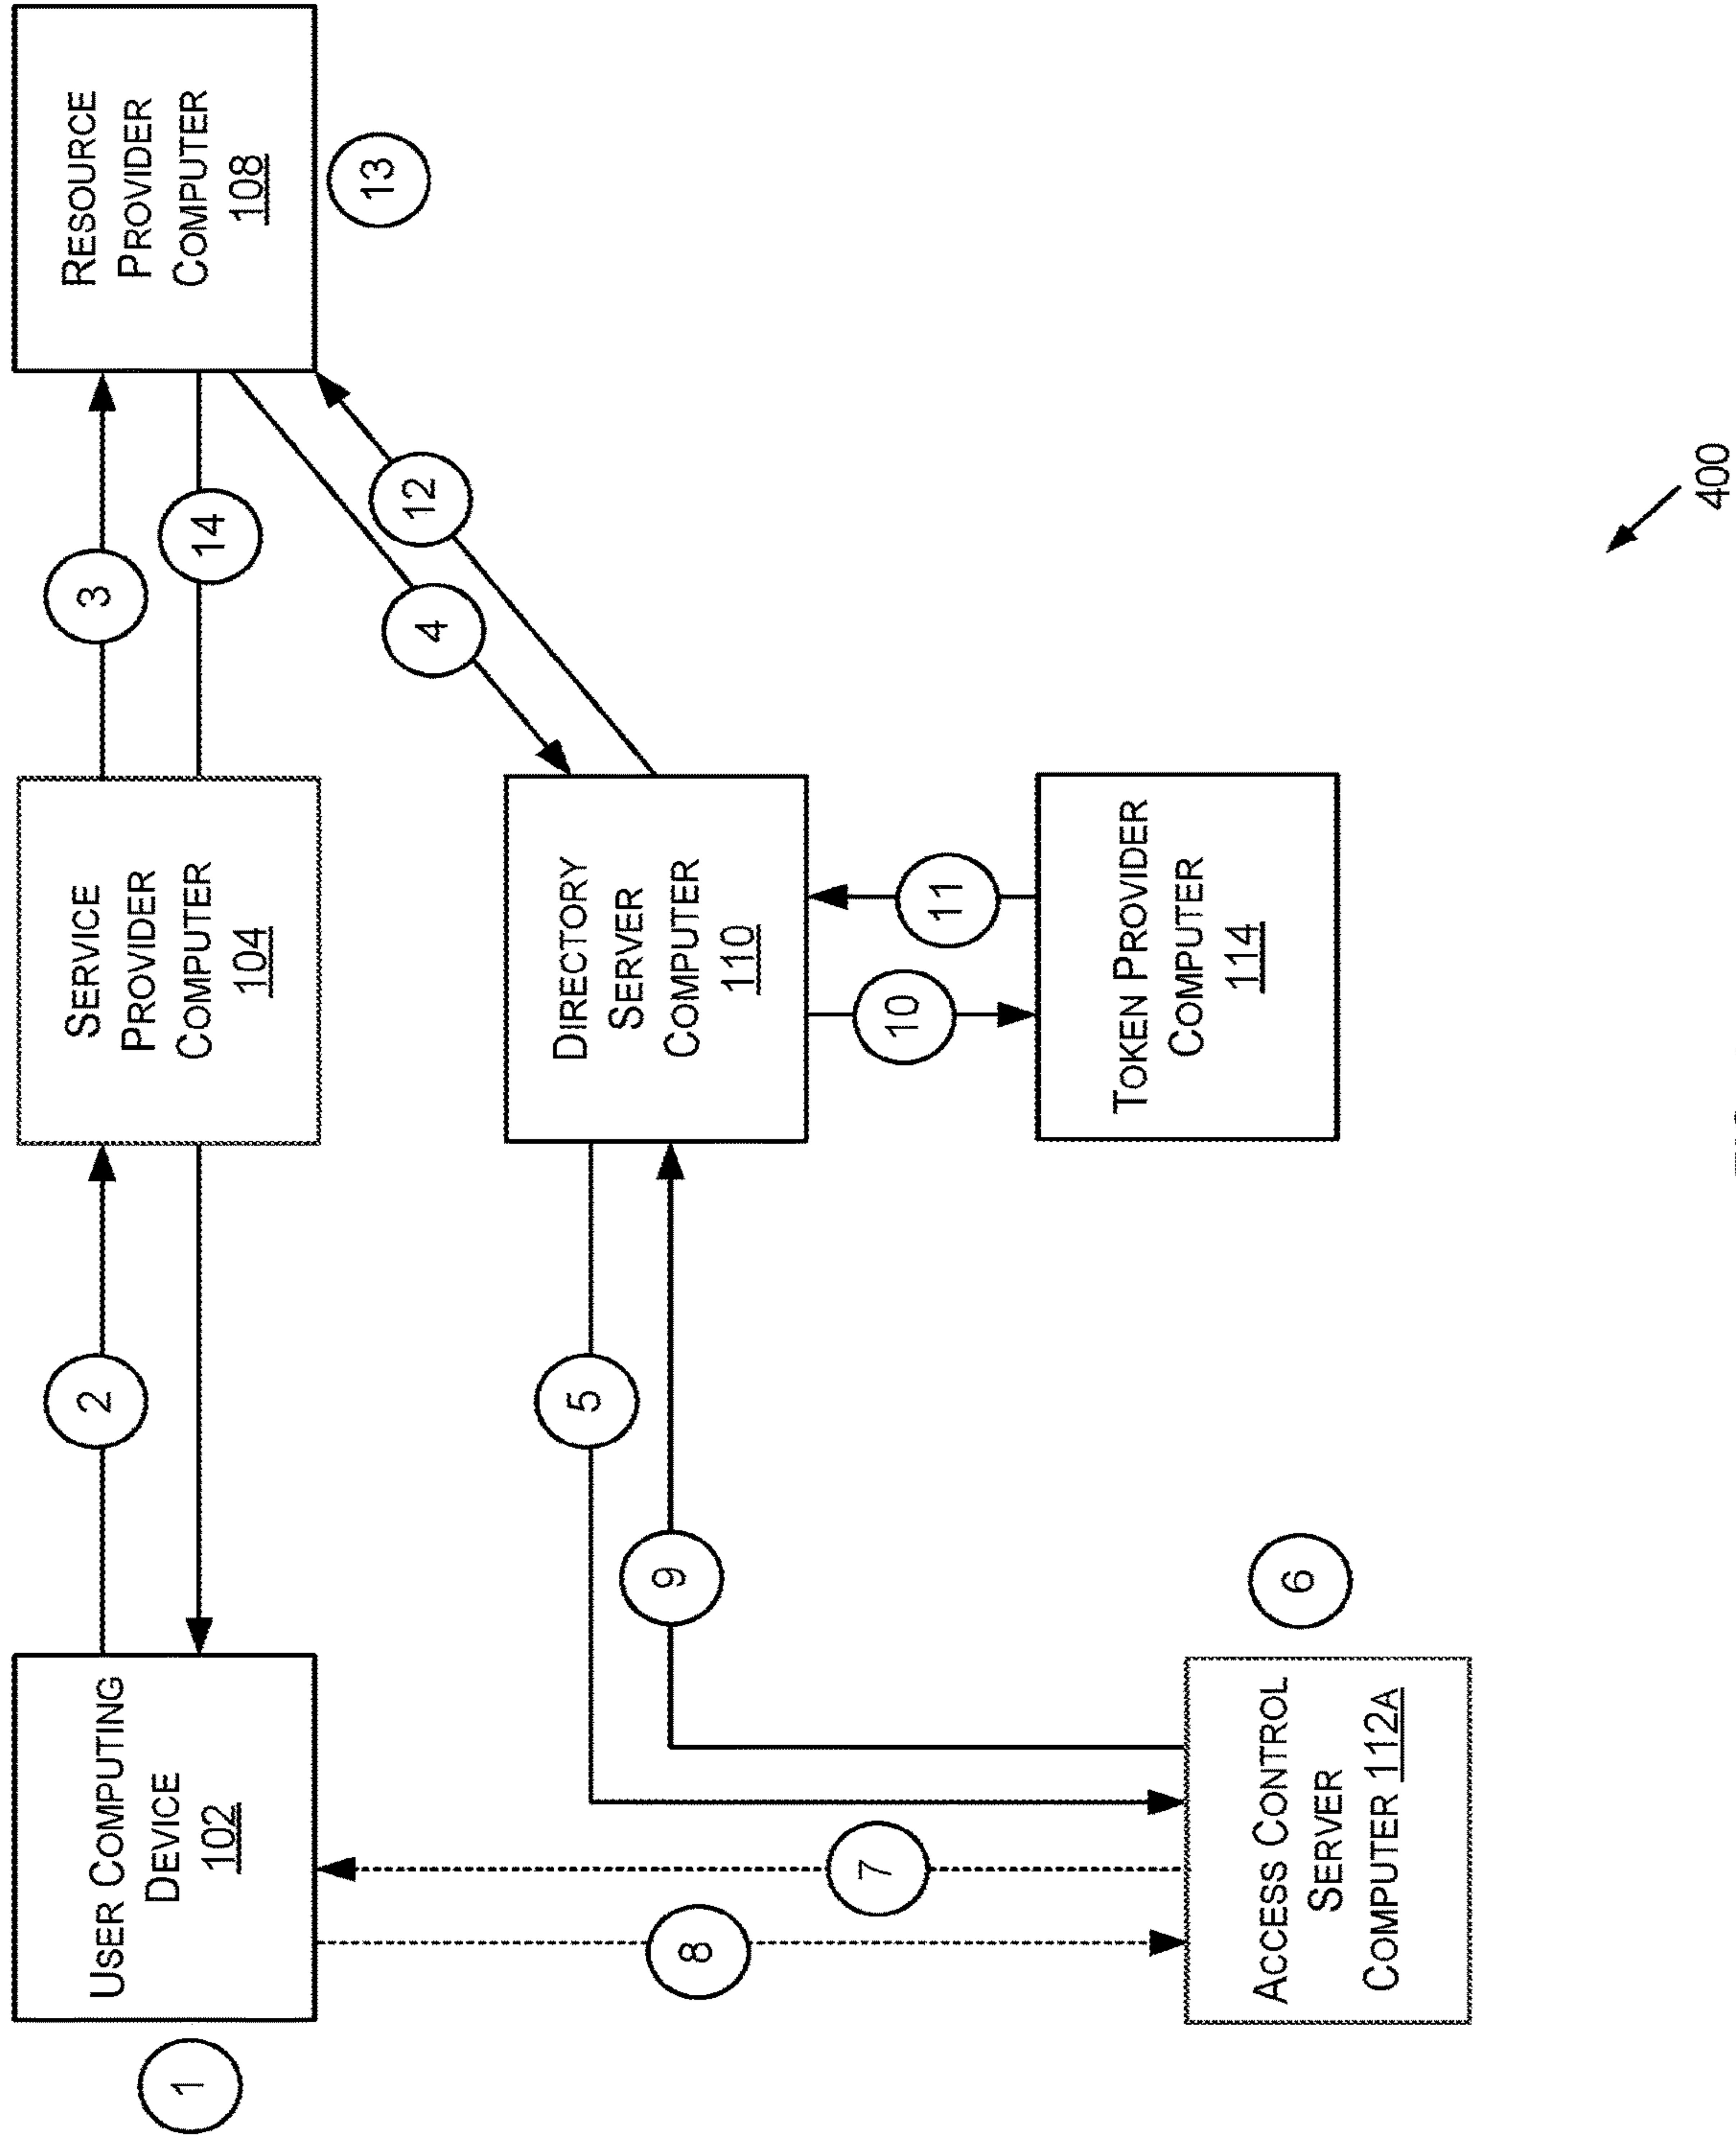 1
USER COMPUTING
DEVICE
102
2
SERVICE
PROVIDER
COMPUTER
104
3
14
RESOURCE
PROVIDER
COMPUTER
108
13
4
12
5
9
DIRECTORY
SERVER
COMPUTER
110
10
11
TOKEN PROVIDER
COMPUTER
114
8
7
ACCESS CONTROL
SERVER
COMPUTER 112A
6
400